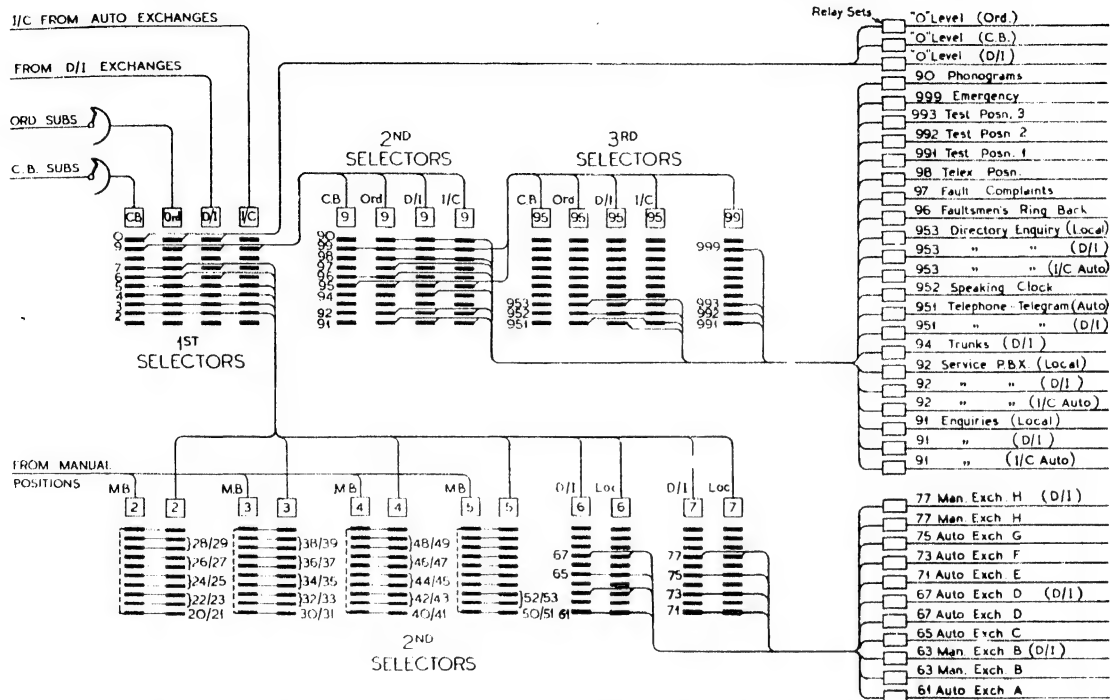 I/C FROM AUTO EXCHANGES
FROM D/I EXCHANGES
ORD SUBS
C.B. SUBS
CB Ord D/I I/C
0
9
7
6
5
4
3
2
1ST
SELECTORS
2ND
SELECTORS
C.B Ord D/I I/C
9 9 9 9
90
99
98
97
96
95
94
92
91
3RD
SELECTORS
C.B Ord D/I I/C
95 95 95 99
999
953
952
951
993
992
991
Relay Sets
"O" Level (Ord.)
"O" Level (C.B.)
"O" Level (D/I)
90 Phonograms
999 Emergency
993 Test Posn. 3
992 Test Posn 2
991 Test Posn. 1
98 Telex Posn.
97 Fault Complaints
96 Faultsmen's Ring Back
953 Directory Enquiry (Local)
953 " " (D/I)
953 " " (I/C Auto)
952 Speaking Clock
951 Telephone-Telegram (Auto)
951 " " (D/I)
94 Trunks (D/I)
92 Service P.B.X. (Local)
92 " " (D/I)
92 " " (I/C Auto)
91 Enquiries (Local)
91 " (D/I)
91 " (I/C Auto)
FROM MANUAL
POSITIONS
MB MB MB MB D/I Loc D/I Loc
2 2 3 3 4 4 5 5 6 6 7 7
28/29
26/27
24/25
22/23
20/21
38/39
36/37
34/35
32/33
30/31
48/49
46/47
44/45
42/43
40/41
52/53
50/51
67
65
61
77
75
73
71
2ND
SELECTORS
77 Man. Exch. H (D/I)
77 Man. Exch H
75 Auto Exch G
73 Auto Exch F
71 Auto Exch. E
67 Auto Exch D (D/I)
67 Auto Exch. D
65 Auto Exch C
63 Man. Exch B (D/I)
63 Man. Exch. B
61 Auto Exch A